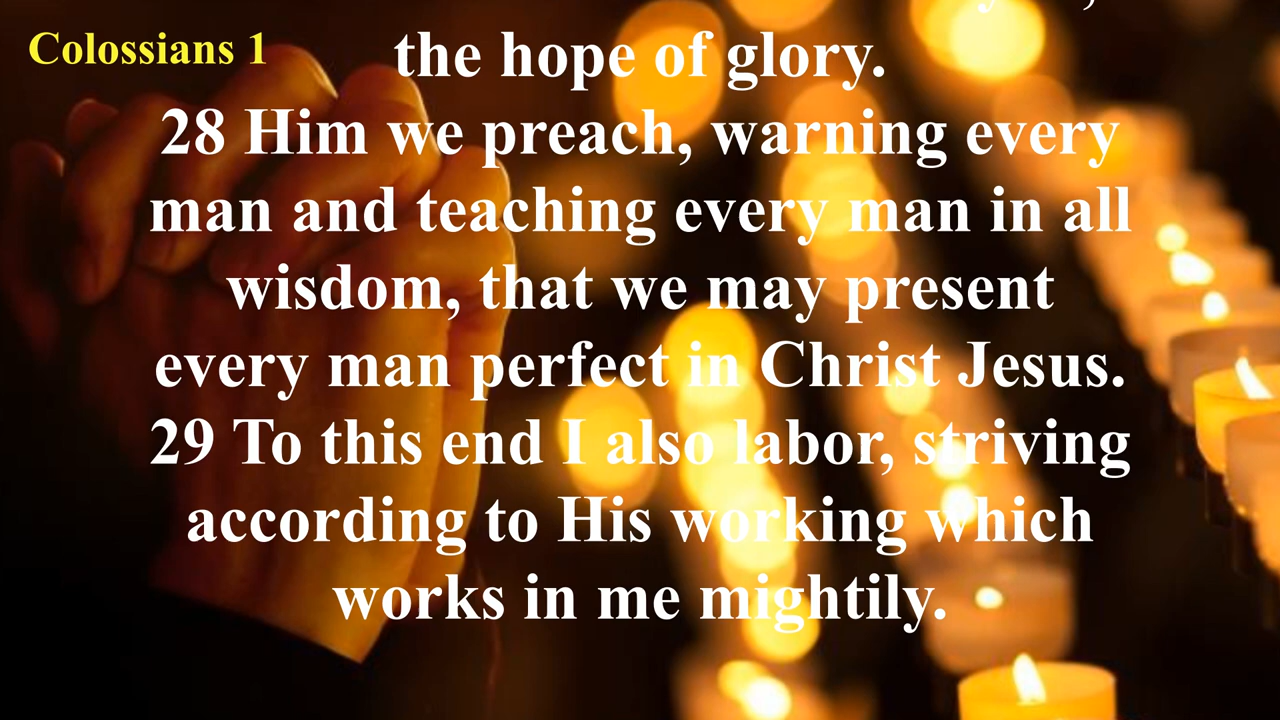 Colossians 1
the hope of glory.
28 Him we preach, warning every
man and teaching every man in all
wisdom, that we may present
every man perfect in Christ Jesus.
29 To this end I also labor, striving
according to His working which
works in me mightily.